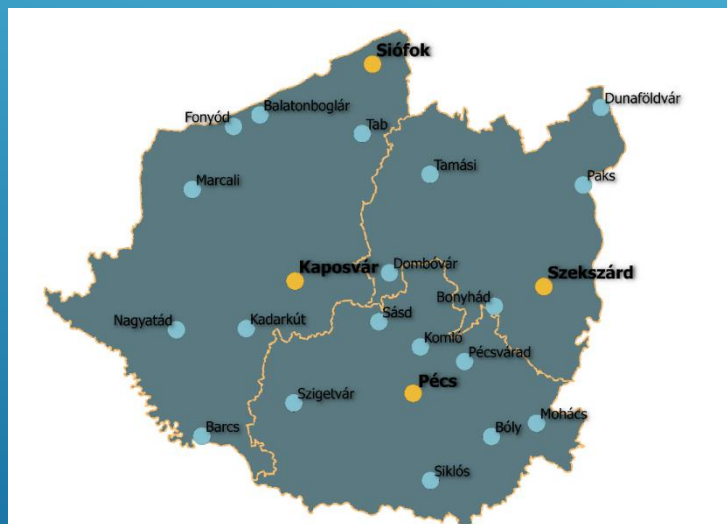 Siófok
Dunaföldvár
Balatonboglár
Fonyód
Tab
Tamási
Paks
Marcali
Dombóvár
Kaposvár
Szekszárd
Bonyhád
Sásd
Nagyatád
Kadarkút
Komló
Pécsvárad
Pécs
Szigetvár
Mohács
Barcs
Bóly
Siklós